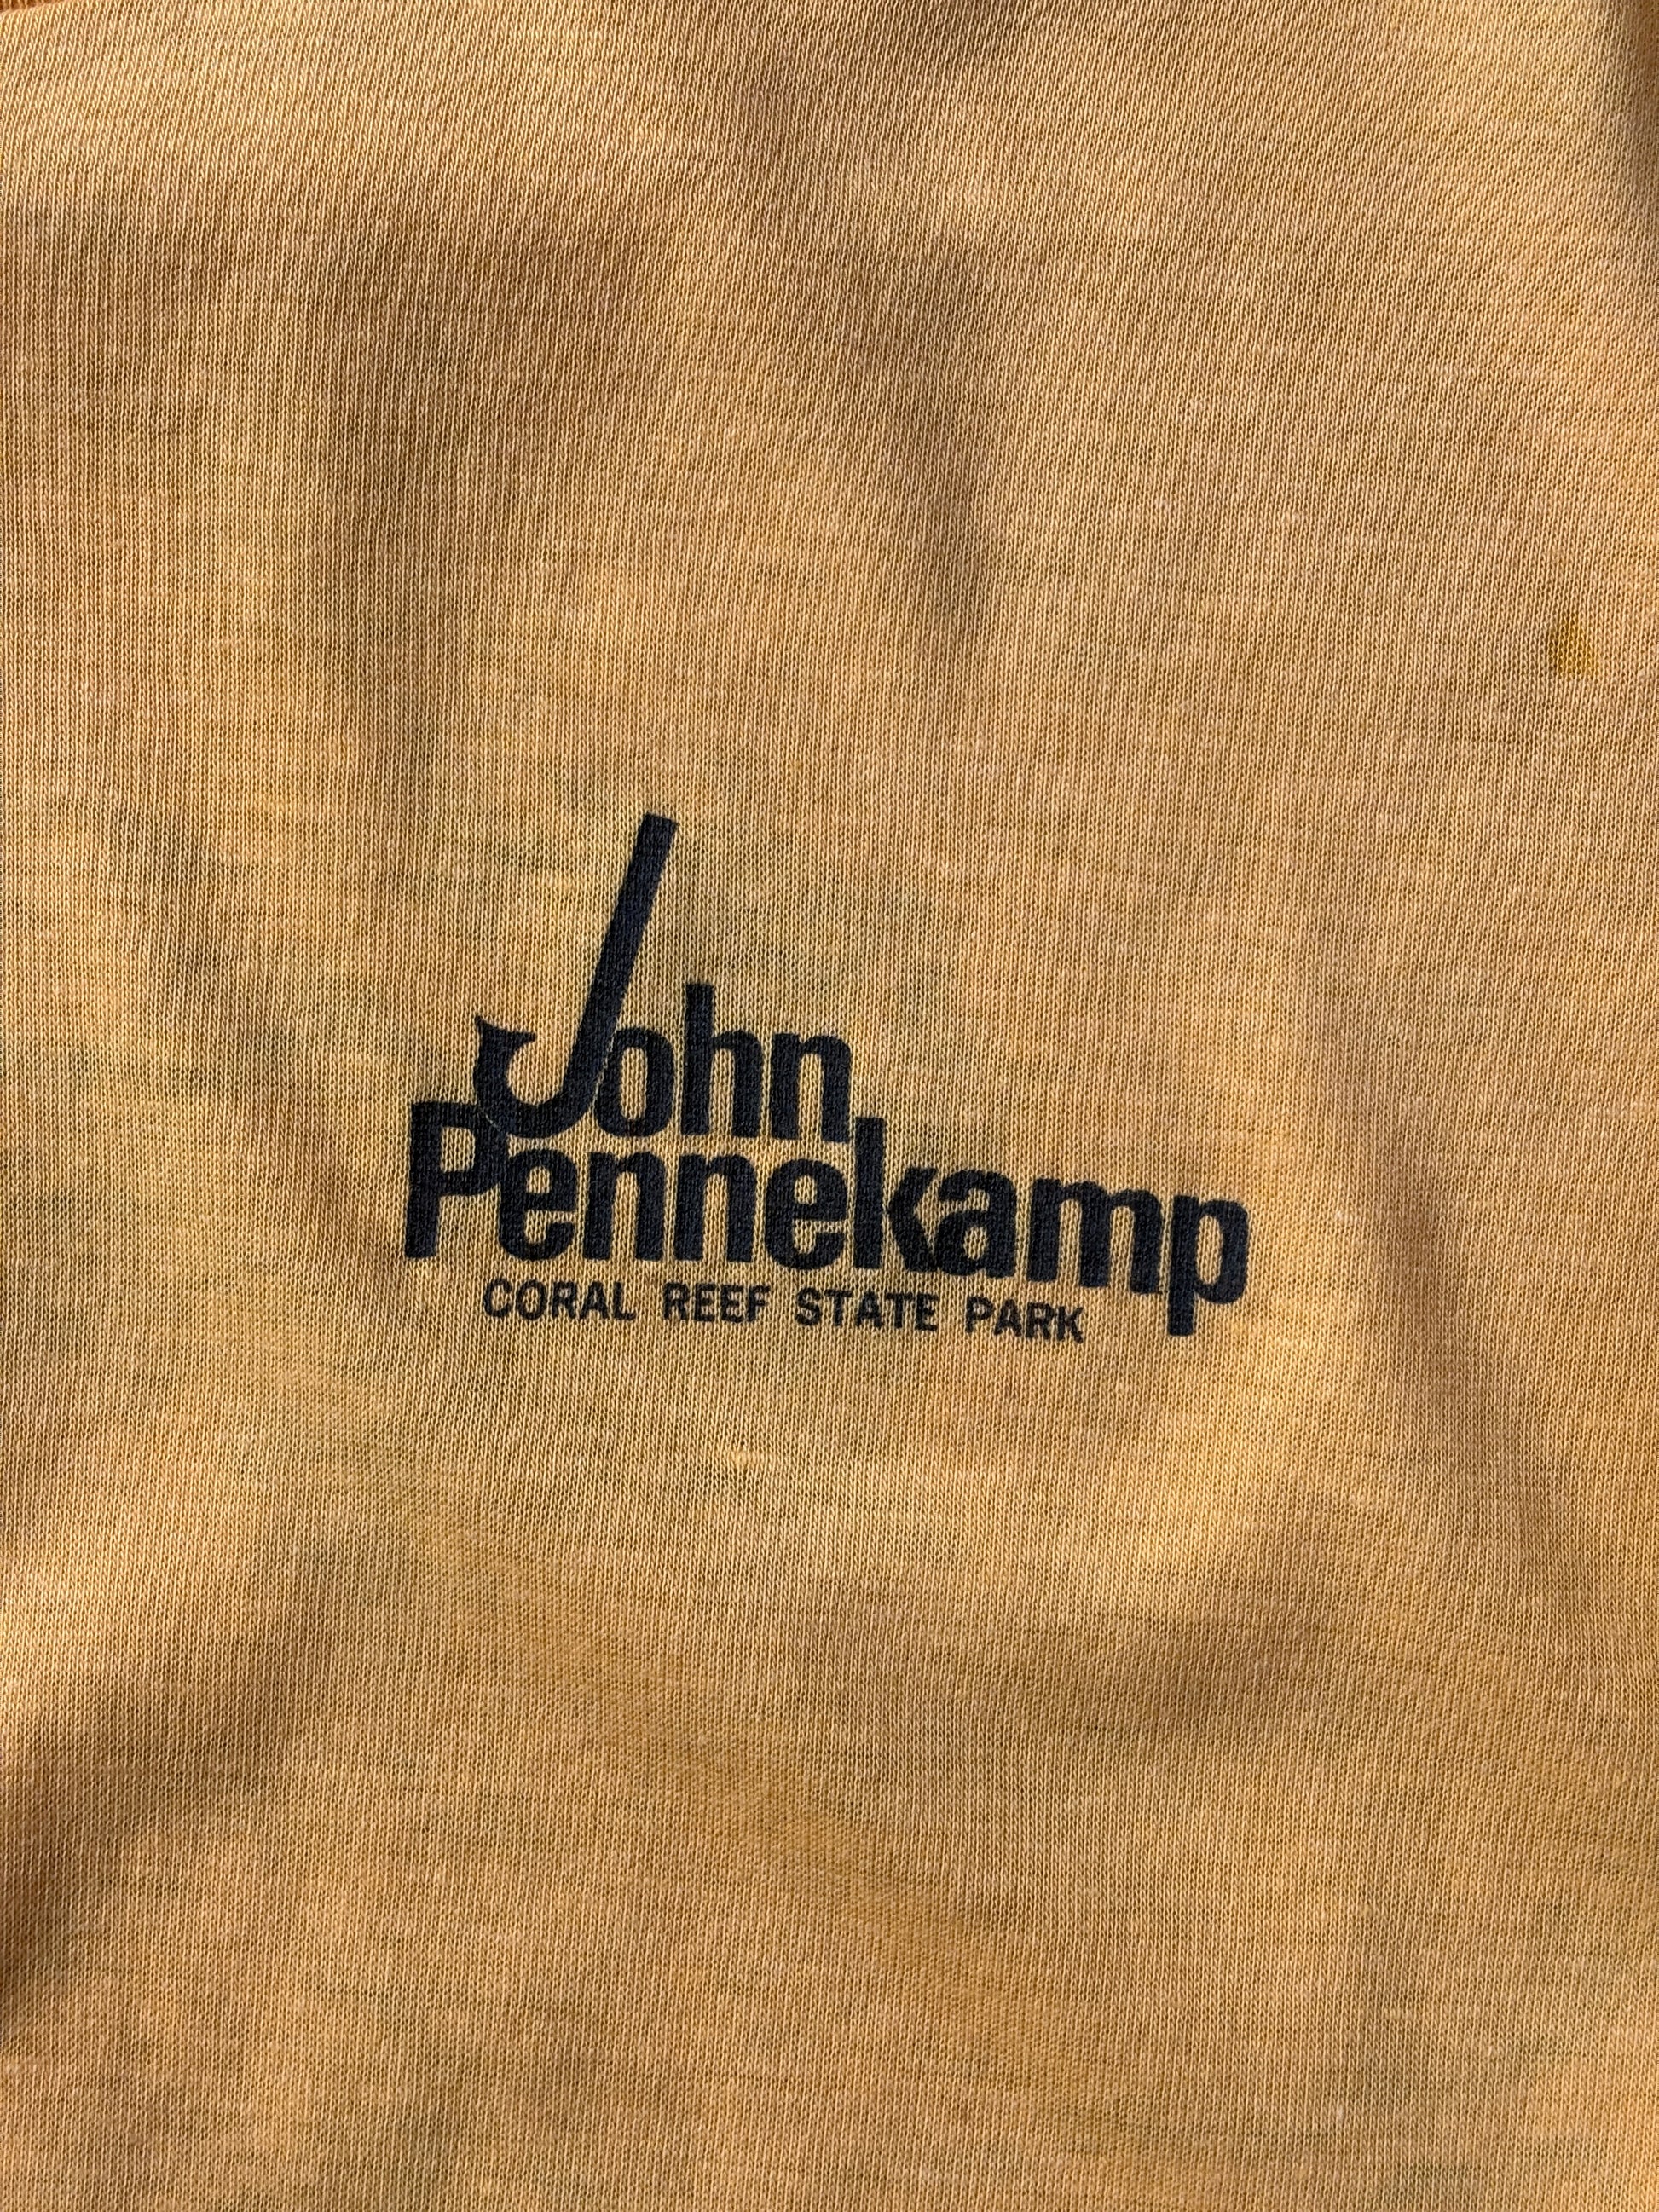 John
Pennekamp
CORAL REEF STATE PARK